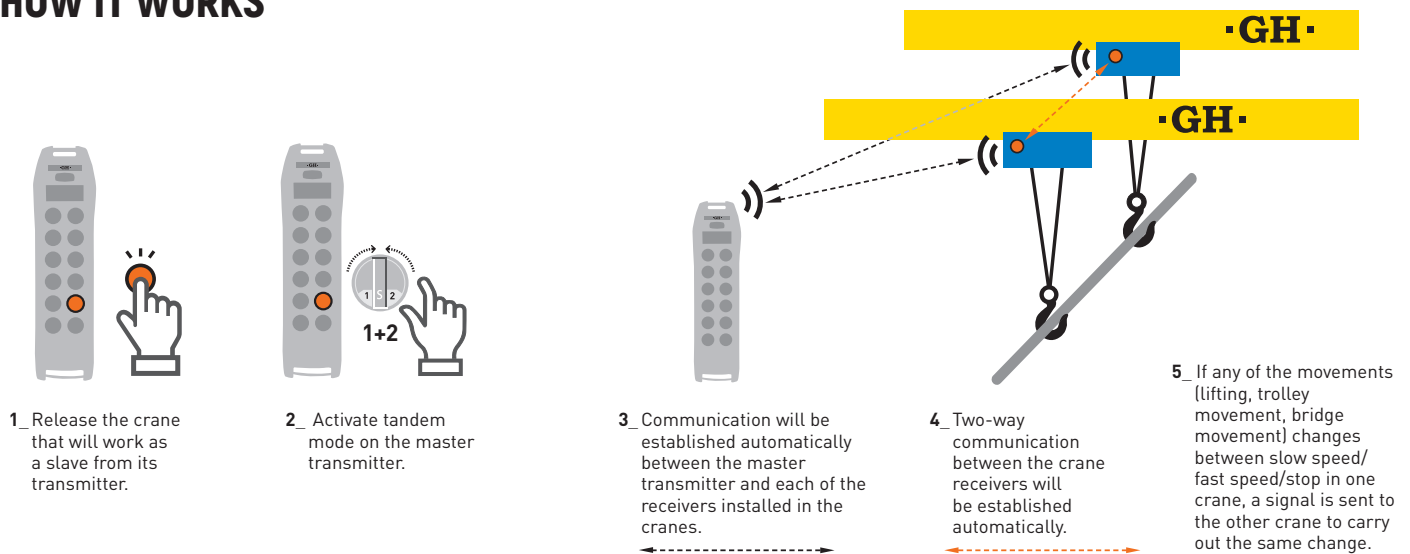 HOW IT WORKS
·GH·
·GH·
·GH·
·GH·
·GH·
1 S 2
1+2
1_ Release the crane
that will work as
a slave from its
transmitter.
2_ Activate tandem
mode on the master
transmitter.
3_ Communication will be
established automatically
between the master
transmitter and each of the
receivers installed in the
cranes.
4_ Two-way
communication
between the crane
receivers will
be established
automatically.
5_ If any of the movements
(lifting, trolley
movement, bridge
movement) changes
between slow speed/
fast speed/stop in one
crane, a signal is sent to
the other crane to carry
out the same change.